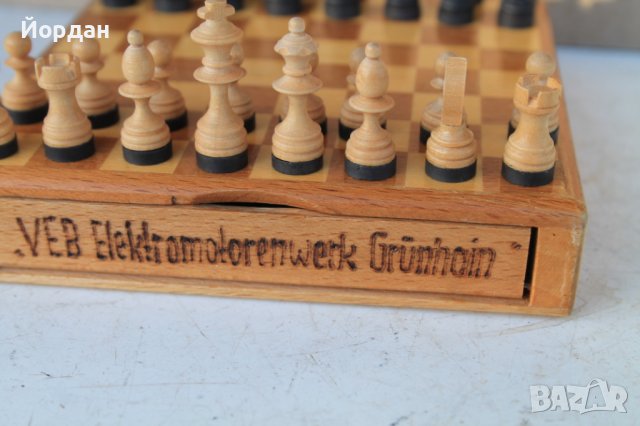 Йордан
„VEB Elektromotorenwerk Grünhain"
BAZAR